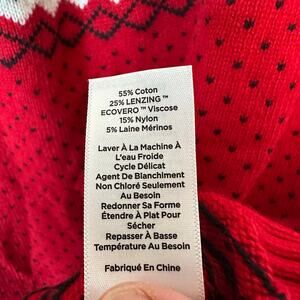 55% Coton
25% LENZING™
ECOVERO™ Viscose
15% Nylon
5% Laine Mérinos
Laver À La Machine À
L'eau Froide
Cycle Délicat
Agent De Blanchiment
Non Chloré Seulement
Au Besoin
Redonner Sa Forme
Étendre À Plat Pour
Sécher
Repasser À Basse
Température Au Besoin
Fabriqué En Chine